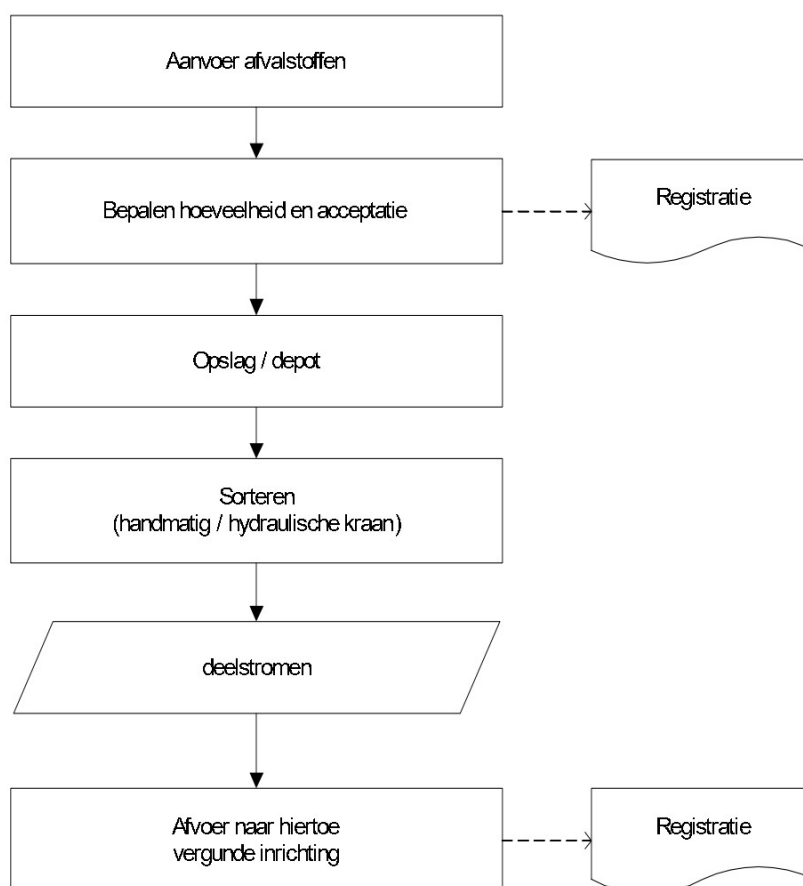 Aanvoer afvalstoffen
Bepalen hoeveelheid en acceptatie
Registratie
Opslag / depot
Sorteren
(handmatig / hydraulische kraan)
deelstromen
Afvoer naar hiertoe
vergunde inrichting
Registratie